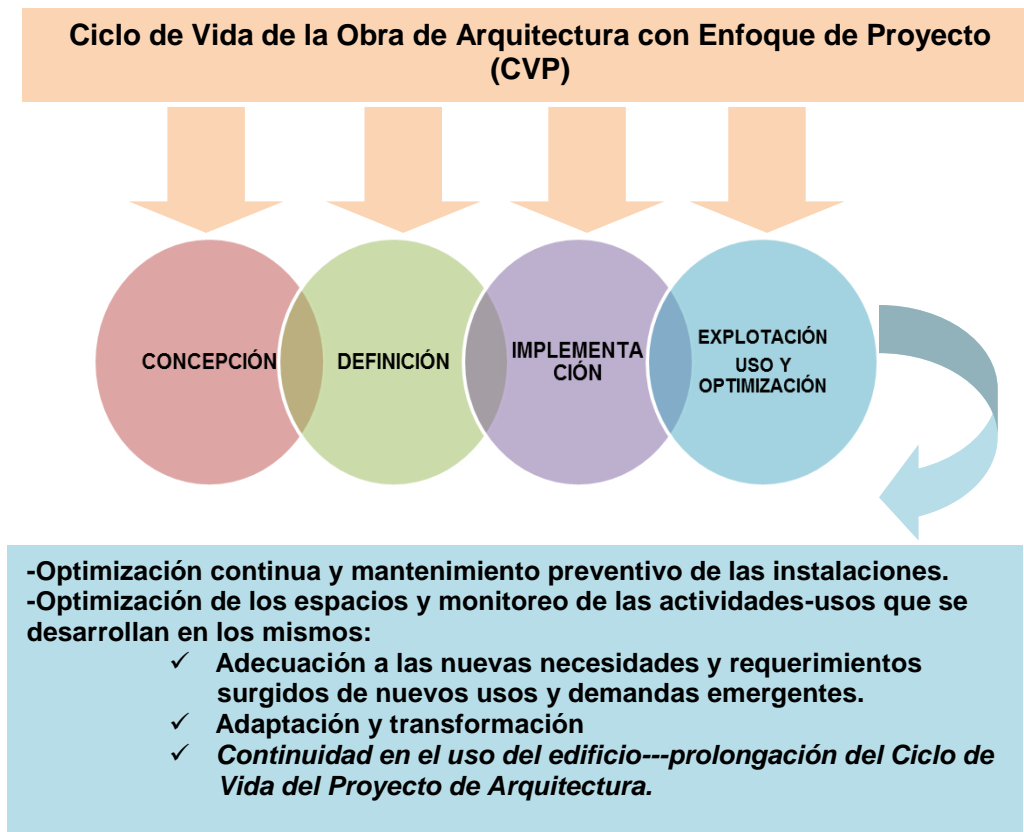 Ciclo de Vida de la Obra de Arquitectura con Enfoque de Proyecto
(CVP)
CONCEPCIÓN
DEFINICIÓN
IMPLEMENTA
CIÓN
EXPLOTACIÓN
USO Y
OPTIMIZACIÓN
-Optimización continua y mantenimiento preventivo de las instalaciones.
-Optimización de los espacios y monitoreo de las actividades-usos que se
desarrollan en los mismos:
✓ Adecuación a las nuevas necesidades y requerimientos
surgidos de nuevos usos y demandas emergentes.
✓ Adaptación y transformación
✓ Continuidad en el uso del edificio---prolongación del Ciclo de
Vida del Proyecto de Arquitectura.